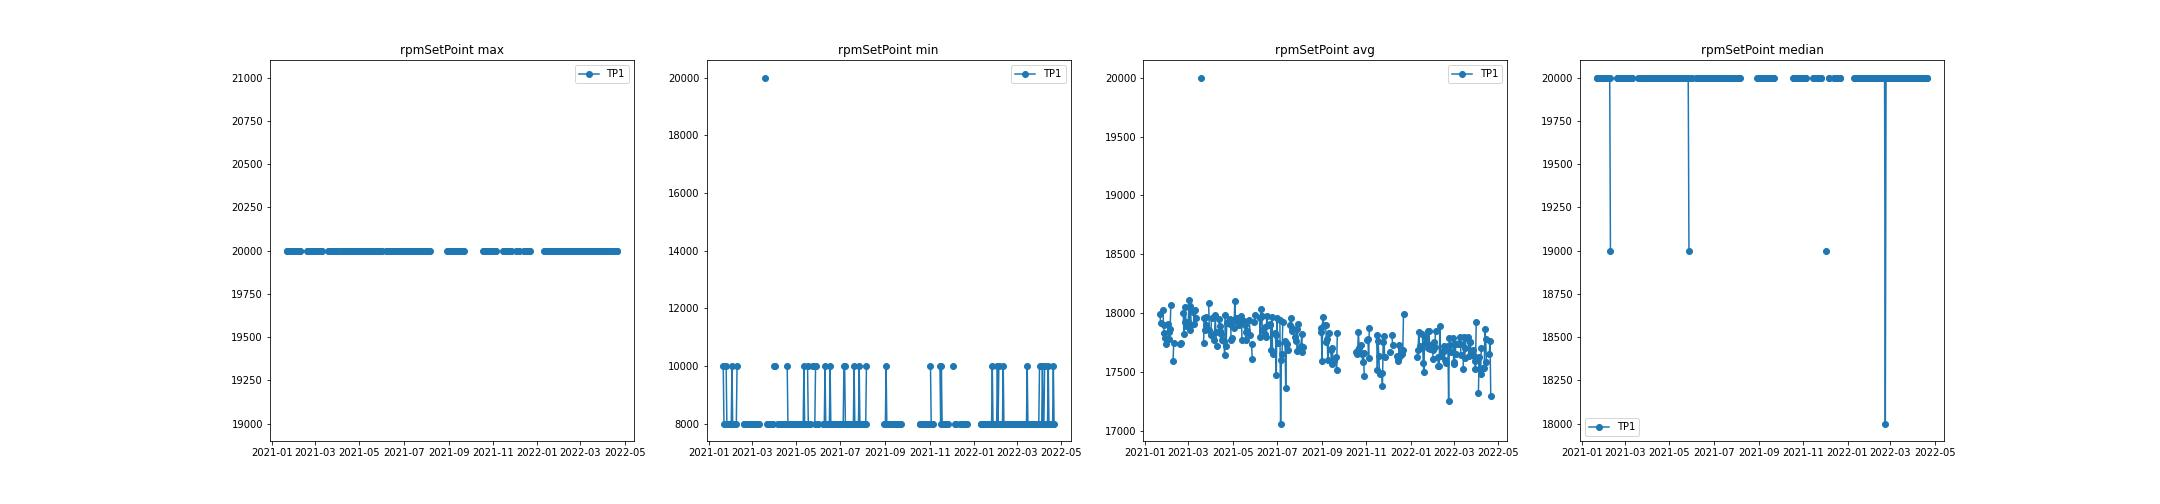 rpmSetPoint max
TP1
21000
20750
20500
20250
20000
19750
19500
19250
19000
2021-01 2021-03 2021-05 2021-07 2021-09 2021-11 2022-01 2022-03 2022-05
rpmSetPoint min
TP1
20000
18000
16000
14000
12000
10000
8000
2021-01 2021-03 2021-05 2021-07 2021-09 2021-11 2022-01 2022-03 2022-05
rpmSetPoint avg
TP1
20000
19500
19000
18500
18000
17500
17000
2021-01 2021-03 2021-05 2021-07 2021-09 2021-11 2022-01 2022-03 2022-05
rpmSetPoint median
20000
19750
19500
19250
19000
18750
18500
18250
18000
TP1
2021-01 2021-03 2021-05 2021-07 2021-09 2021-11 2022-01 2022-03 2022-05